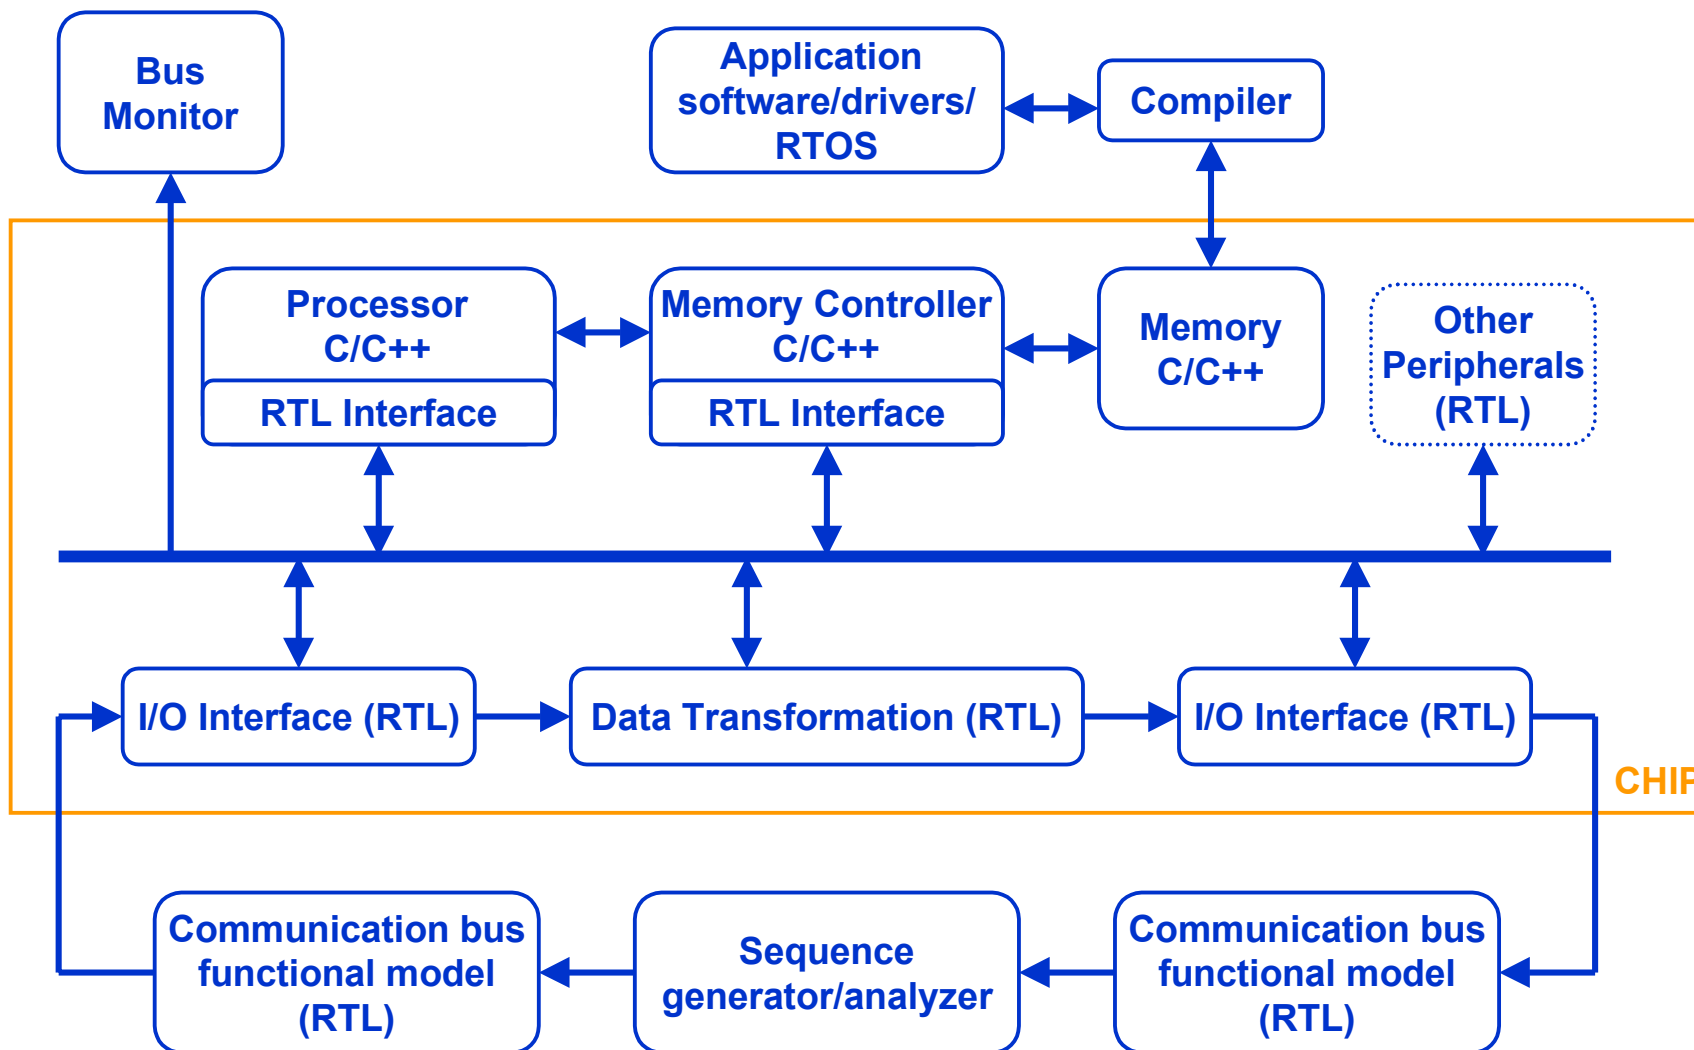 Bus
Monitor
Application
software/drivers/
RTOS
Compiler
Processor
C/C++
RTL Interface
Memory Controller
C/C++
RTL Interface
Memory
C/C++
Other
Peripherals
(RTL)
I/O Interface (RTL)
Data Transformation (RTL)
I/O Interface (RTL)
CHIP
Communication bus
functional model
(RTL)
Sequence
generator/analyzer
Communication bus
functional model
(RTL)